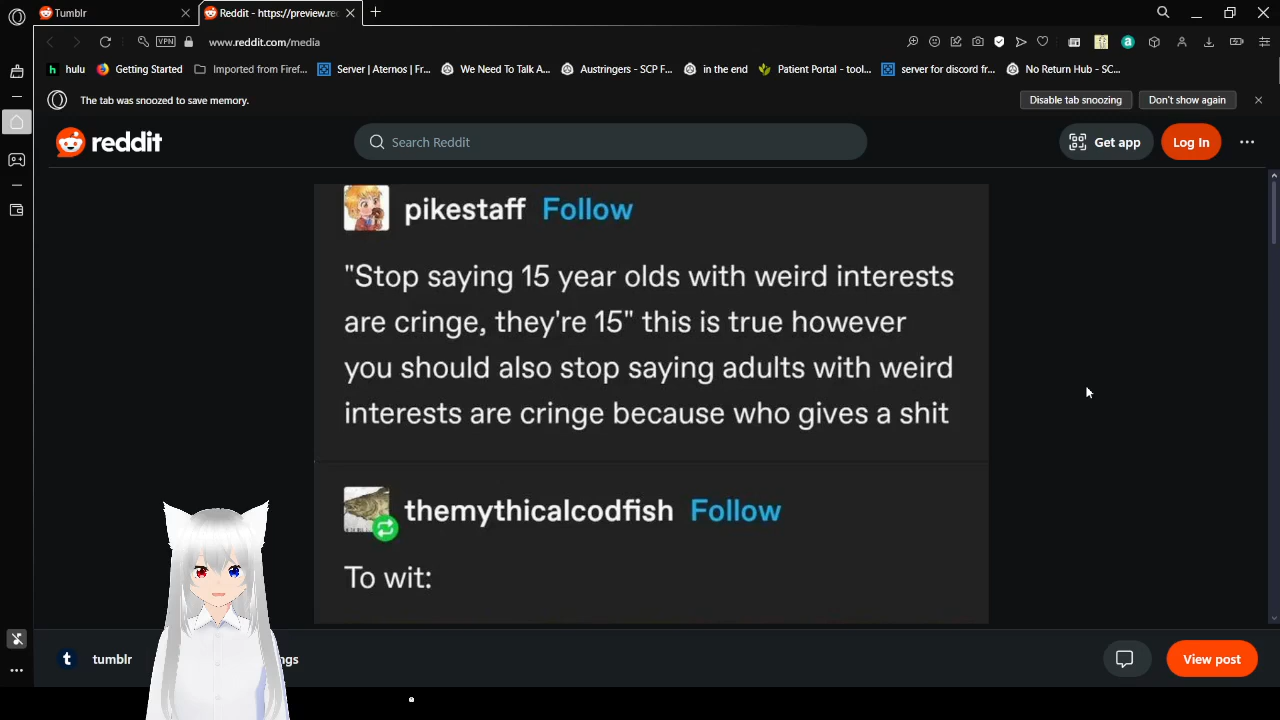 Tumblr
Reddit - https://preview.rec
VPN
www.reddit.com/media
hulu
Getting Started
Imported from Firef...
Server | Aternos | Fr...
We Need To Talk A...
Austringers - SCP F...
in the end
Patient Portal - tool...
server for discord fr...
No Return Hub - SC...
The tab was snoozed to save memory.
Disable tab snoozing
Don't show again
reddit
Search Reddit
Get app
Log In
pikestaff Follow
"Stop saying 15 year olds with weird interests
are cringe, they're 15" this is true however
you should also stop saying adults with weird
interests are cringe because who gives a shit
themythicalcodfish Follow
To wit:
t
tumblr
ngs
View post